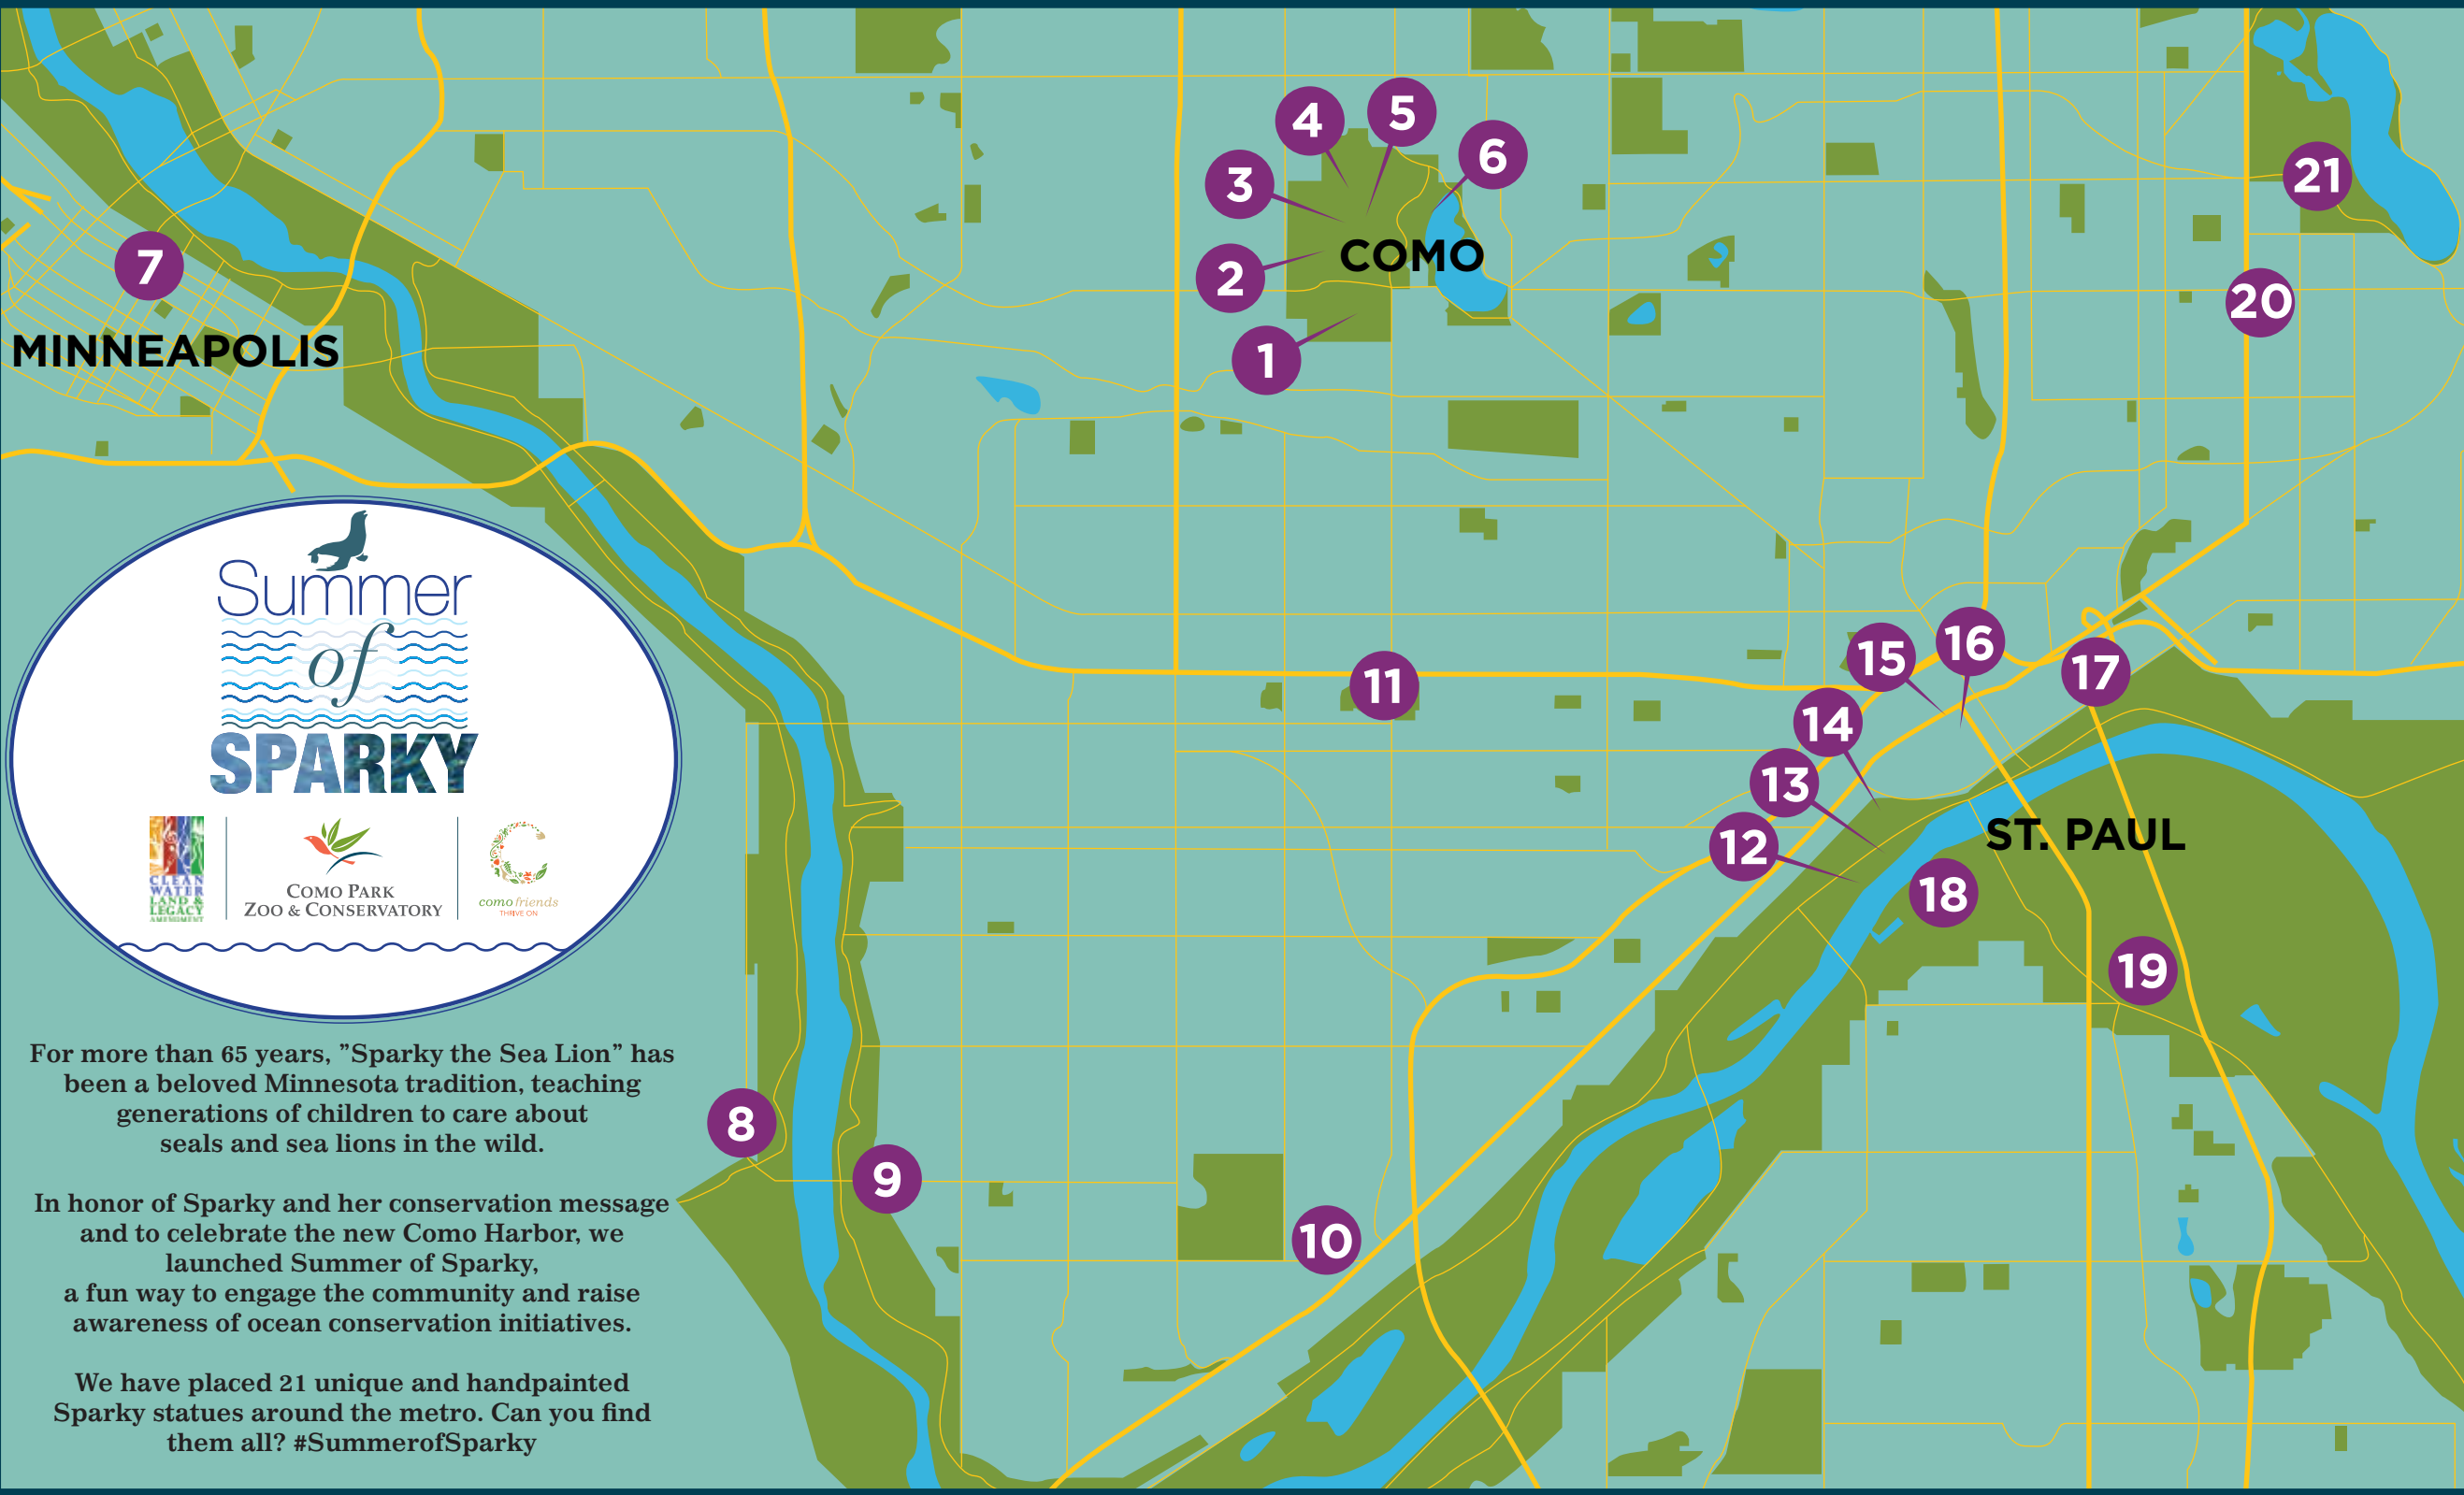 4
5
6
3
21
7
COMO
2
20
MINNEAPOLIS
1
Summer
of
SPARKY
CLEAN
WATER
LAND &
LEGACY
AMENDMENT
COMO PARK
ZOO & CONSERVATORY
comofriends
THRIVE ON
16
15
17
11
14
13
ST. PAUL
12
18
19
8
9
10
For more than 65 years, ”Sparky the Sea Lion” has
been a beloved Minnesota tradition, teaching
generations of children to care about
seals and sea lions in the wild.
In honor of Sparky and her conservation message
and to celebrate the new Como Harbor, we
launched Summer of Sparky,
a fun way to engage the community and raise
awareness of ocean conservation initiatives.
We have placed 21 unique and handpainted
Sparky statues around the metro. Can you find
them all? #SummerofSparky